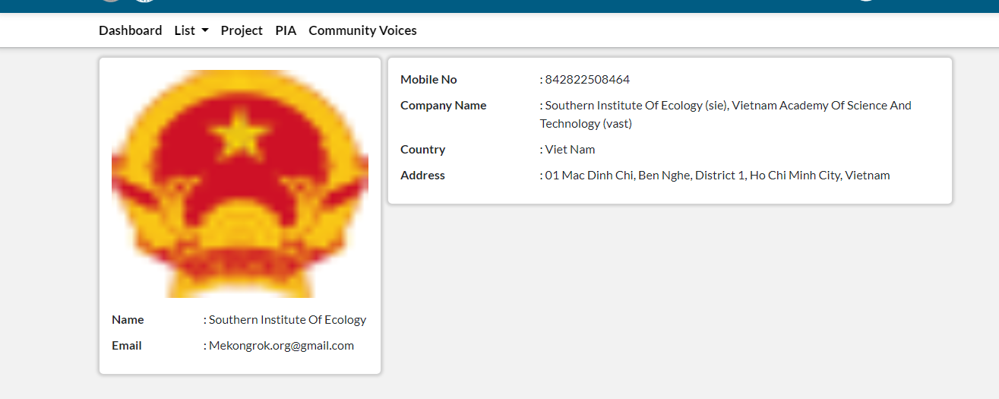 Dashboard List Project PIA Community Voices
Mobile No : 842822508464
Company Name : Southern Institute Of Ecology (sie), Vietnam Academy Of Science And
Technology (vast)
Country : Viet Nam
Address : 01 Mac Dinh Chi, Ben Nghe, District 1, Ho Chi Minh City, Vietnam
Name : Southern Institute Of Ecology
Email : Mekongrok.org@gmail.com